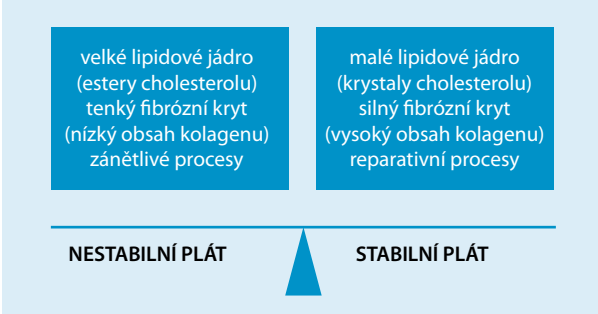 velké lipidové jádro
(estery cholesterolu)
tenký fibrózní kryt
(nízký obsah kolagenu)
zánětlivé procesy
malé lipidové jádro
(krystaly cholesterolu)
silný fibrózní kryt
(vysoký obsah kolagenu)
reparativní procesy
NESTABILNÍ PLÁT
STABILNÍ PLÁT